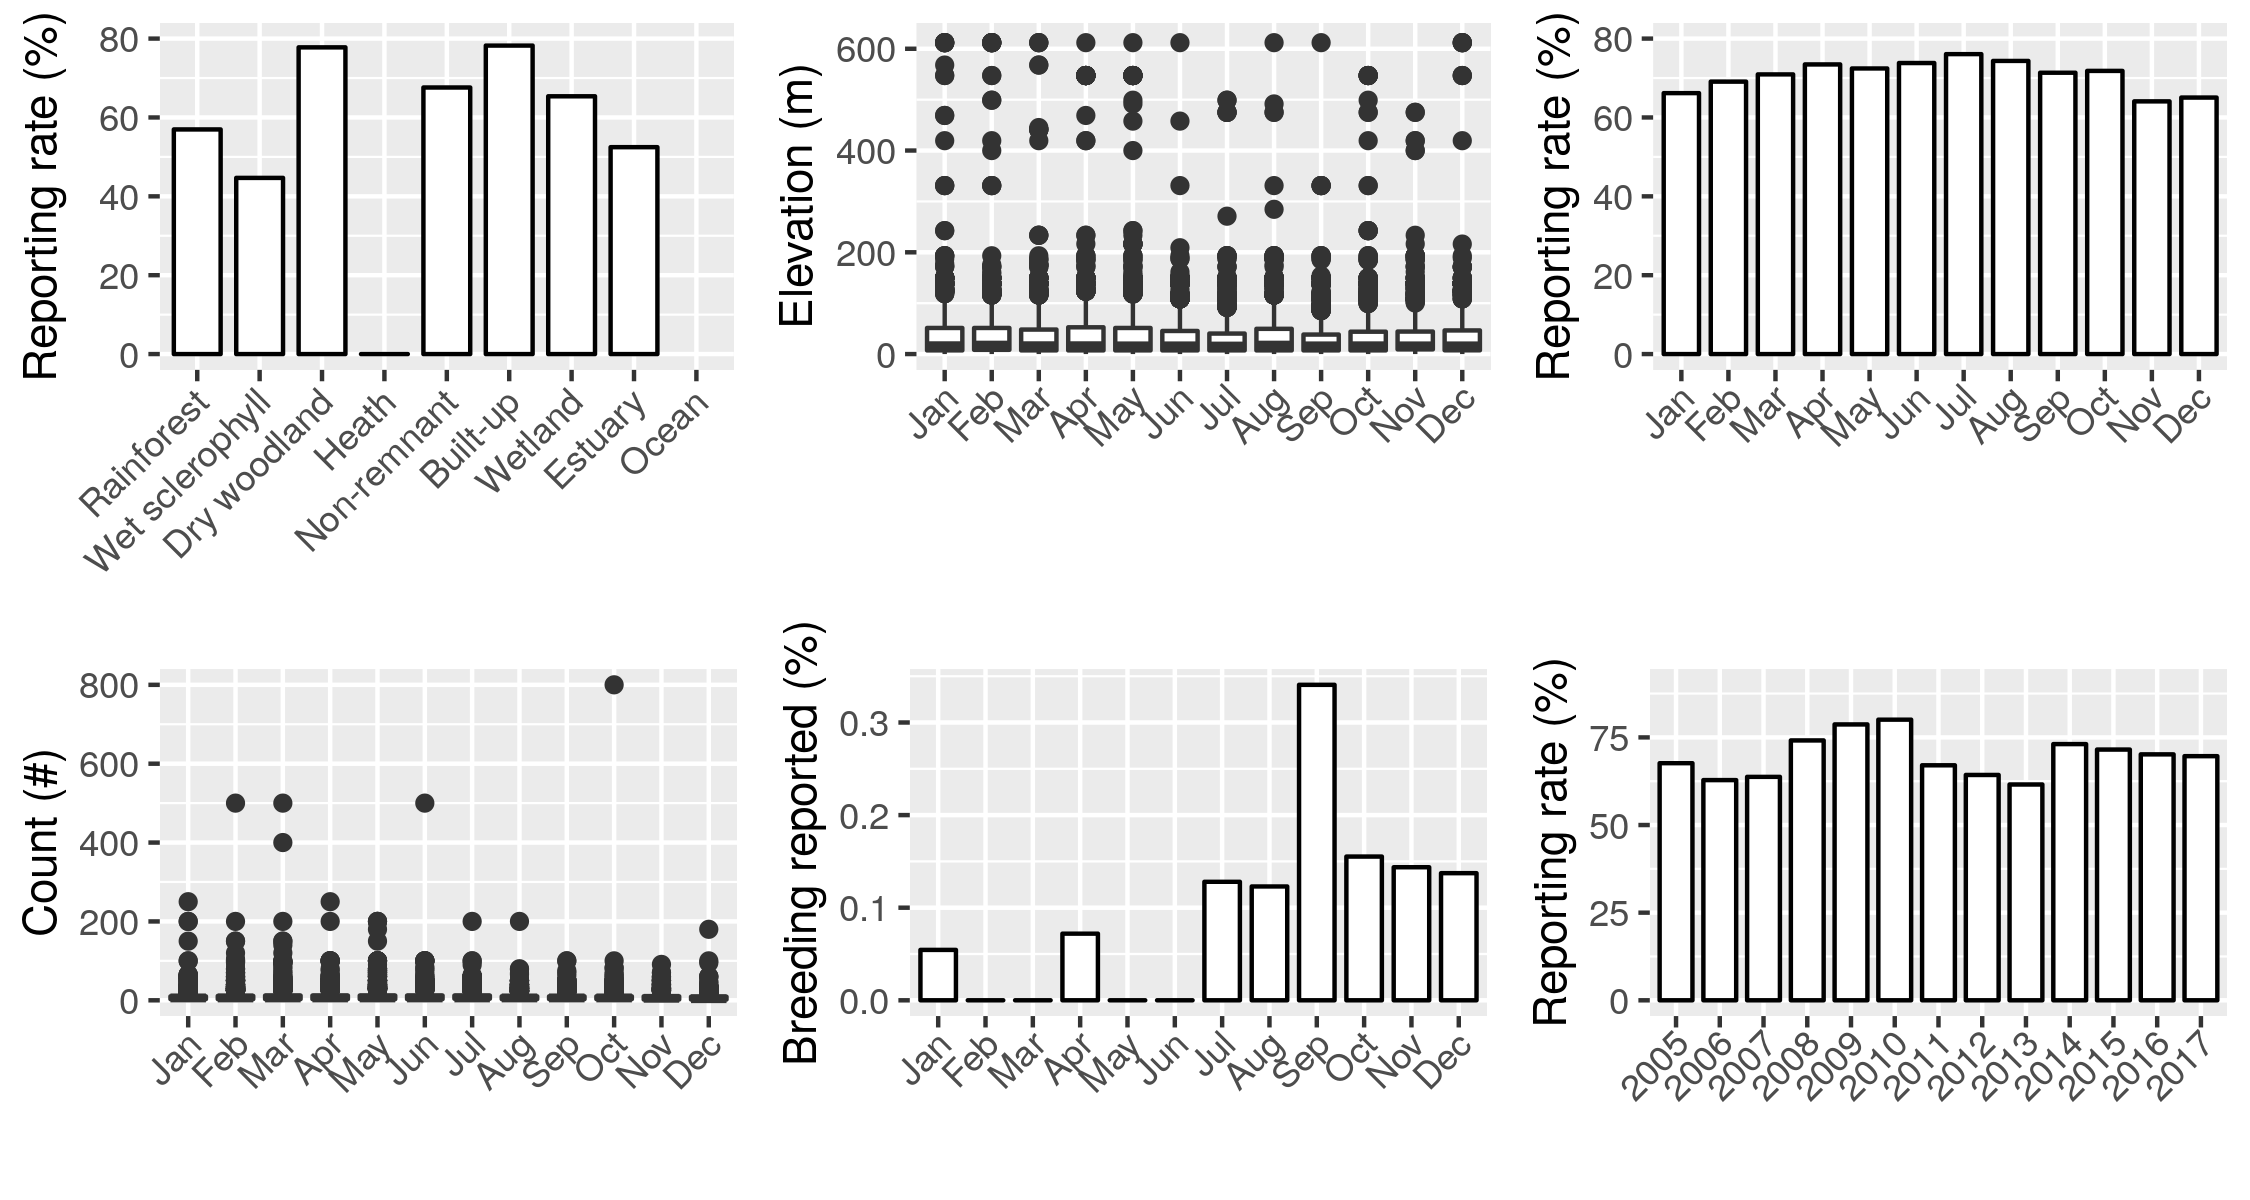 Reporting rate (%)
80
60
40
20
0
Rainforest
Wet sclerophyll
Dry woodland
Heath
Non-remnant
Built-up
Wetland
Estuary
Ocean
Elevation (m)
600
400
200
0
Jan
Feb
Mar
Apr
May
Jun
Jul
Aug
Sep
Oct
Nov
Dec
Reporting rate (%)
80
60
40
20
0
Jan
Feb
Mar
Apr
May
Jun
Jul
Aug
Sep
Oct
Nov
Dec
Count (#)
800
600
400
200
0
Jan
Feb
Mar
Apr
May
Jun
Jul
Aug
Sep
Oct
Nov
Dec
Breeding reported (%)
0.3
0.2
0.1
0.0
Jan
Feb
Mar
Apr
May
Jun
Jul
Aug
Sep
Oct
Nov
Dec
Reporting rate (%)
75
50
25
0
2005
2006
2007
2008
2009
2010
2011
2012
2013
2014
2015
2016
2017